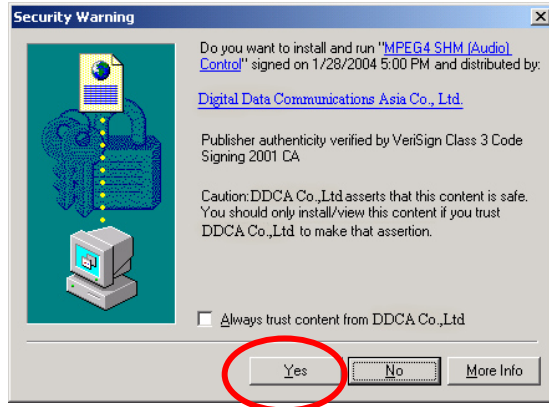 Security Warning
Do you want to install and run "MPEG4 SHM (Audio)
Control" signed on 1/28/2004 5:00 PM and distributed by:
Digital Data Communications Asia Co., Ltd.
Publisher authenticity verified by VeriSign Class 3 Code
Signing 2001 CA
Caution:DDCA Co.,Ltd asserts that this content is safe.
You should only install/view this content if you trust
DDCA Co.,Ltd to make that assertion.
Always trust content from DDCA Co.,Ltd
Yes No More Info